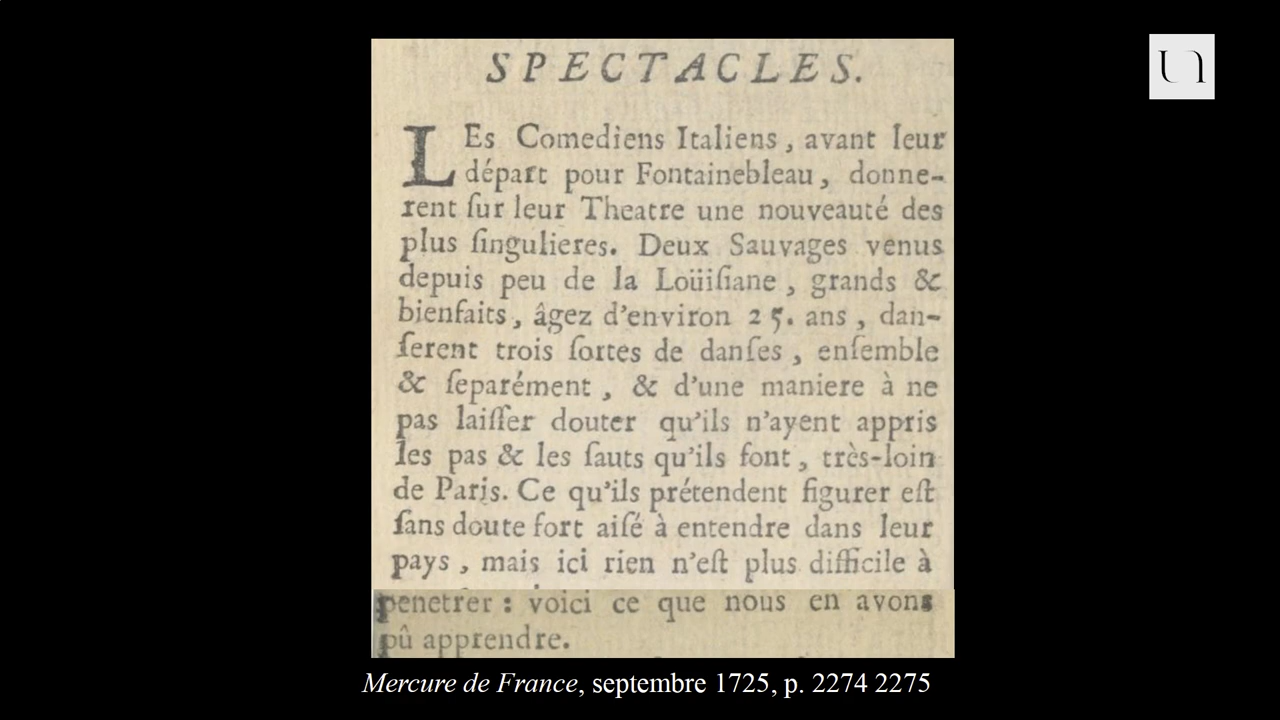 SPECTACLES.
LEs Comediens Italiens, avant leur
départ pour Fontainebleau, donne-
rent ſur leur Theatre une nouveauté des
plus ſingulieres. Deux Sauvages venus
depuis peu de la Loüiſiane, grands &
bienfaits, âgez d'environ 25. ans, dan-
ſerent trois ſortes de danſes, enſemble
& ſeparément, & d'une maniere à ne
pas laiſſer douter qu'ils n'ayent appris
les pas & les ſauts qu'ils font, très-loin
de Paris. Ce qu'ils prétendent figurer eſt
ſans doute fort aiſé à entendre dans leur
pays, mais ici rien n'eſt plus difficile à
penetrer : voici ce que nous en avons
pû apprendre.
Mercure de France, septembre 1725, p. 2274 2275